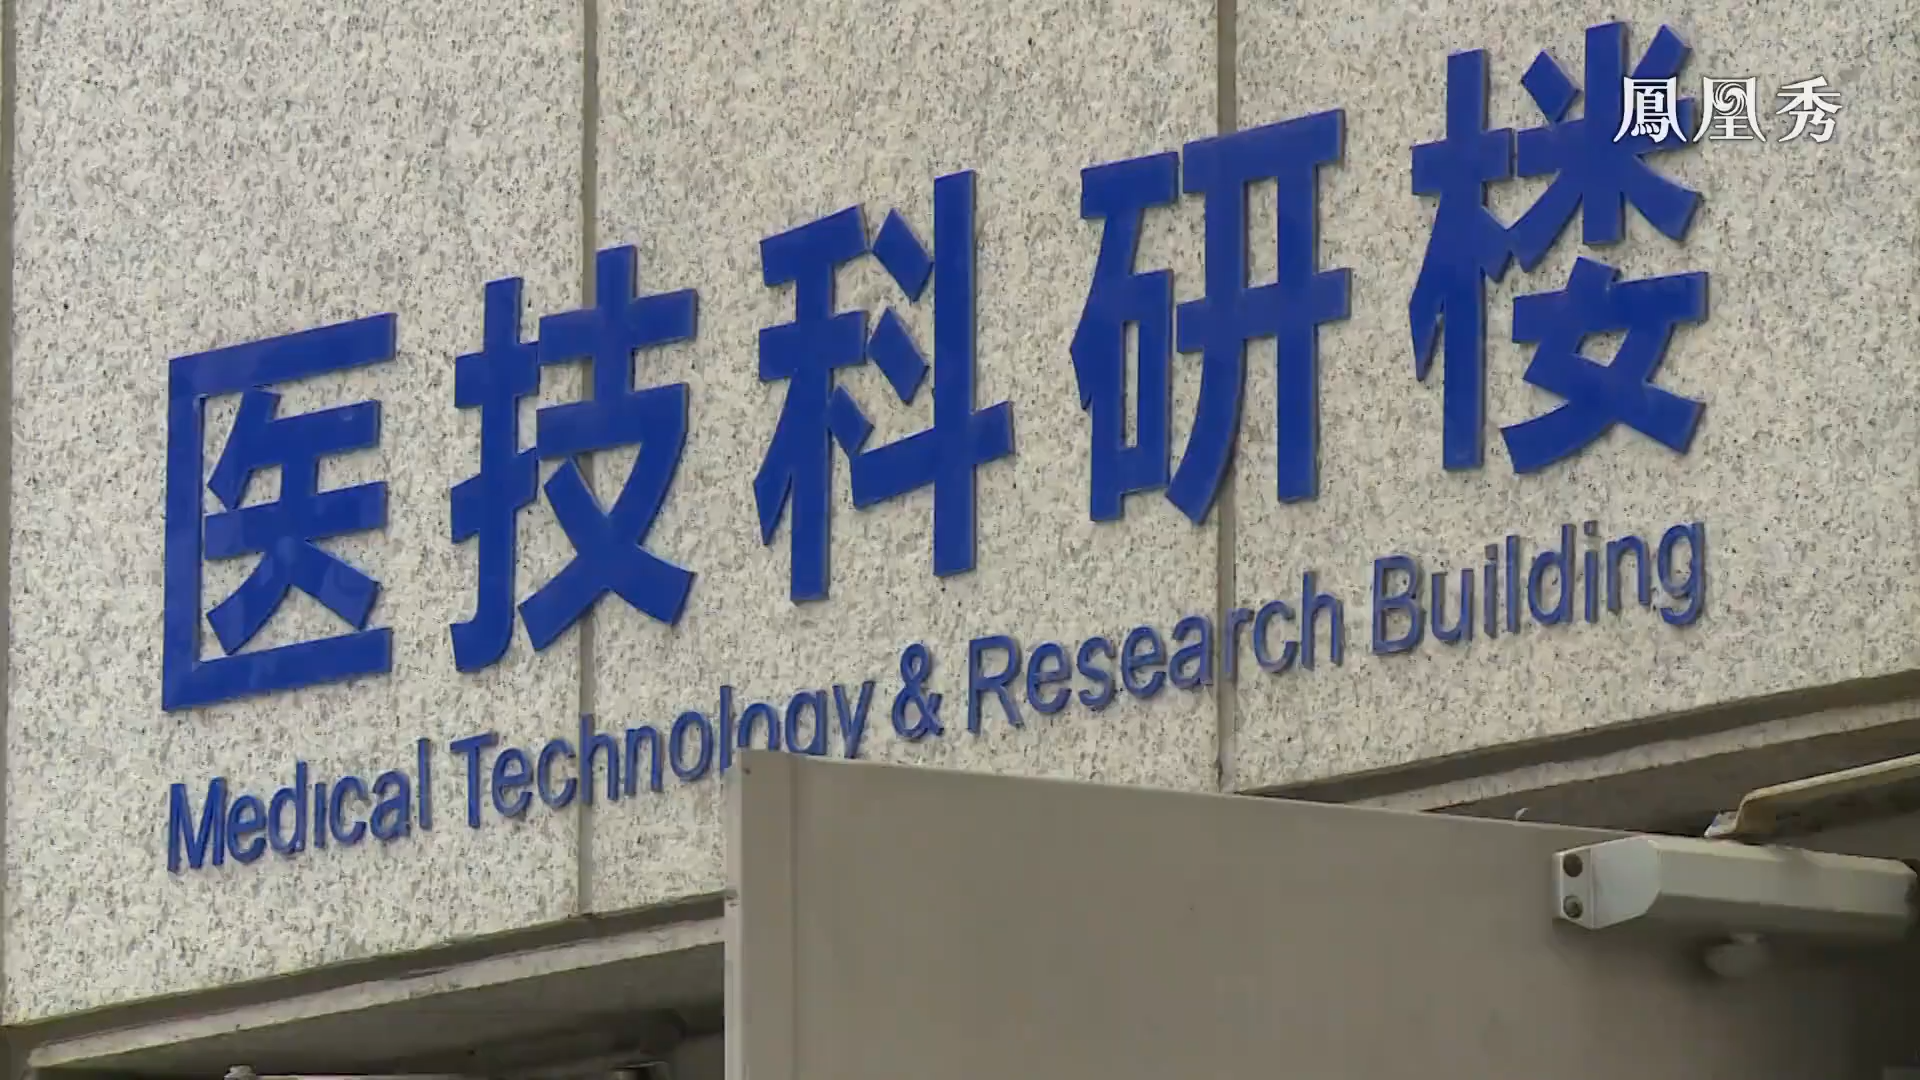 鳳凰秀
医技科研楼
Medical Technology & Research Building